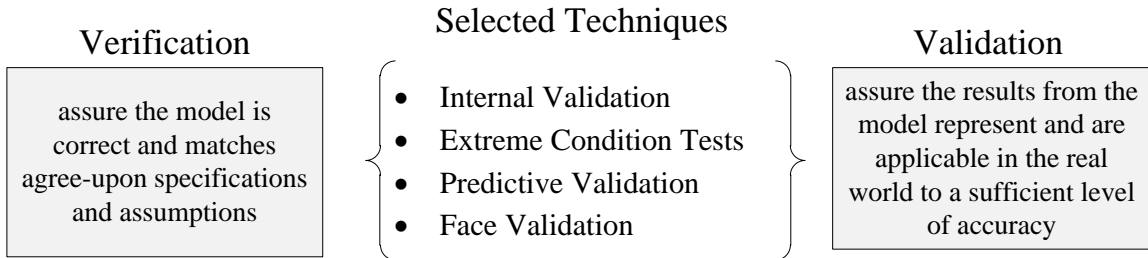 Verification
assure the model is
correct and matches
agree-upon specifications
and assumptions
Selected Techniques
• Internal Validation
• Extreme Condition Tests
• Predictive Validation
• Face Validation
Validation
assure the results from the
model represent and are
applicable in the real
world to a sufficient level
of accuracy